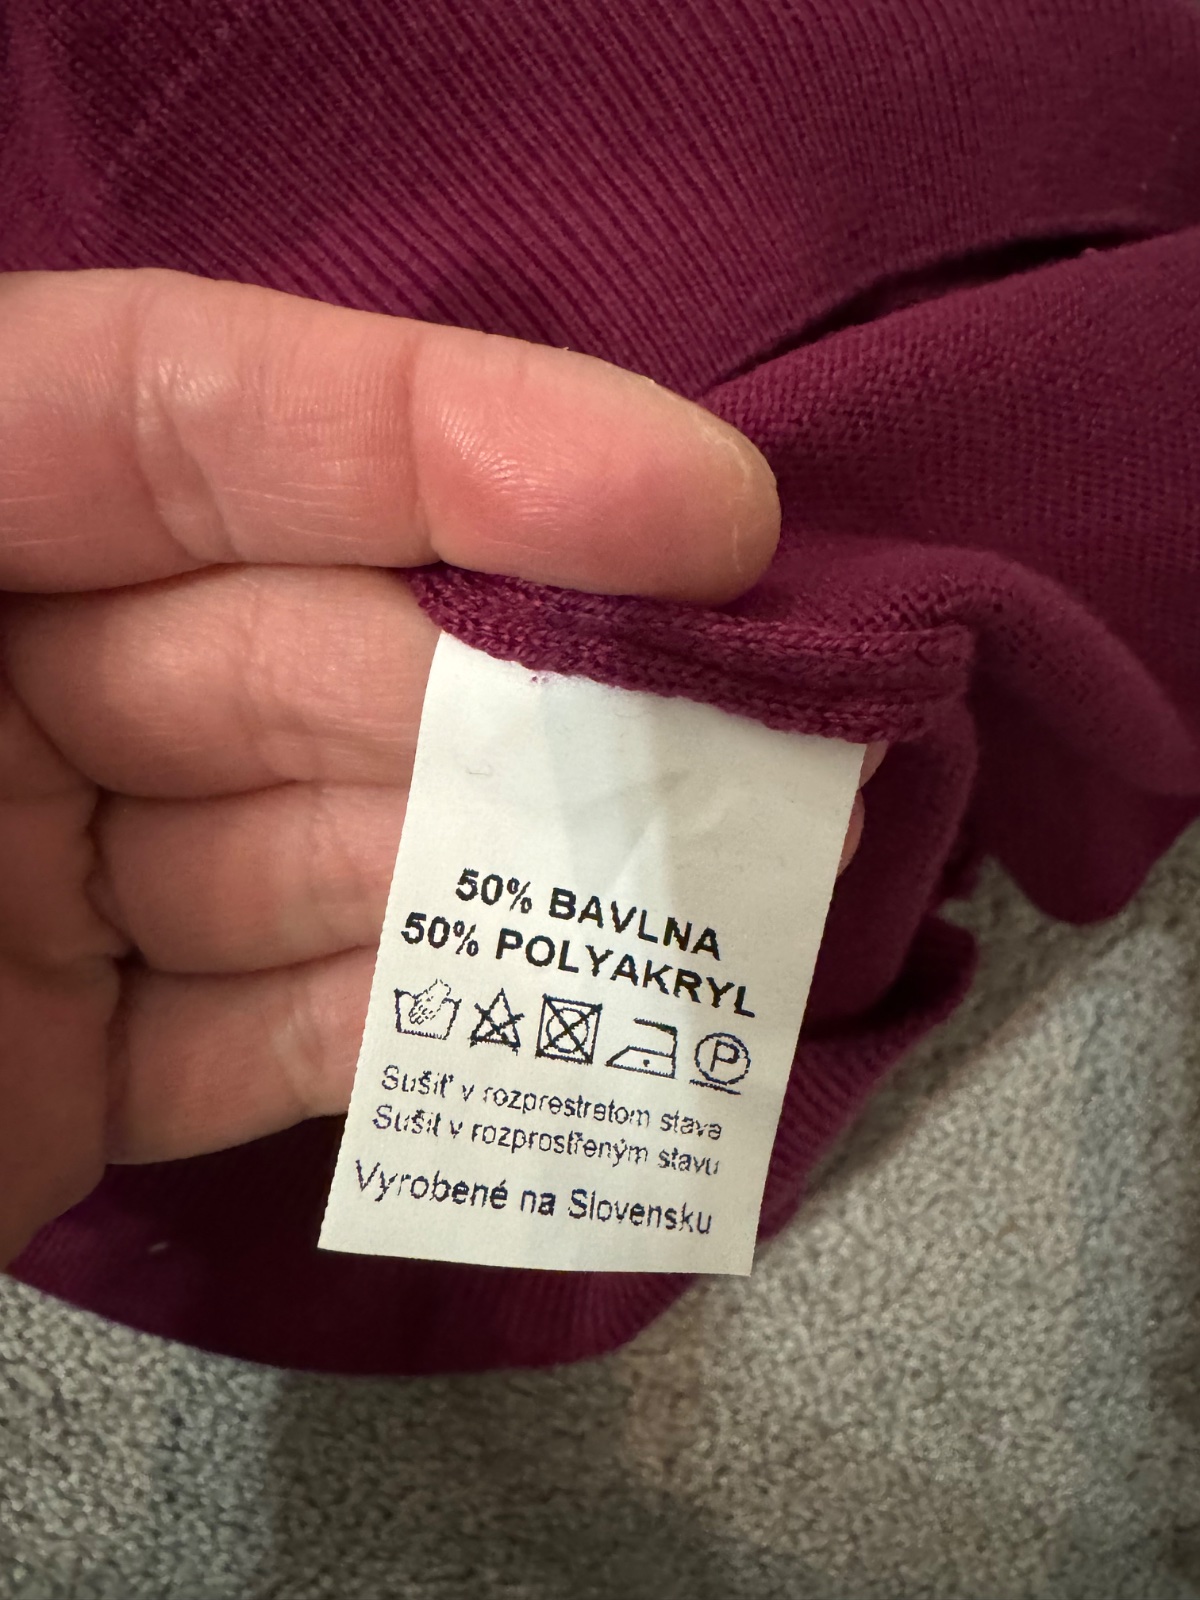 50% BAVLNA
50% POLYAKRYL
P
Sušiť v rozprestretom stave
Sušit v rozprostřeným stavu
Vyrobené na Slovensku